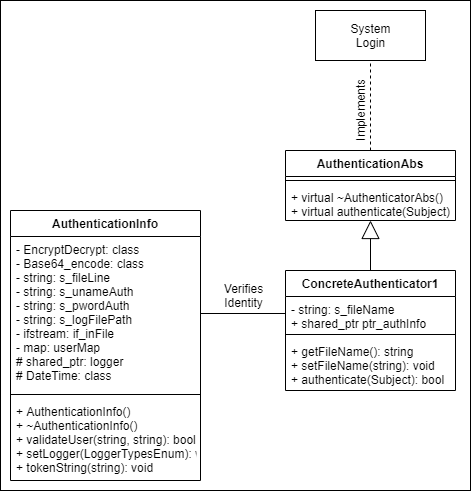 System
Login
Implements
AuthenticationAbs
+ virtual ~AuthenticatorAbs()
+ virtual authenticate(Subject)
AuthenticationInfo
- EncryptDecrypt: class
- Base64_encode: class
- string: s_fileLine
- string: s_unameAuth
- string: s_pwordAuth
- string: s_logFilePath
- ifstream: if_inFile
- map: userMap
# shared_ptr: logger
# DateTime: class
+ AuthenticationInfo()
+ ~AuthenticationInfo()
+ validateUser(string, string): bool
+ setLogger(LoggerTypesEnum):
+ tokenString(string): void
Verifies
Identity
ConcreteAuthenticator1
- string: s_fileName
+ shared_ptr ptr_authInfo
+ getFileName(): string
+ setFileName(string): void
+ authenticate(Subject): bool